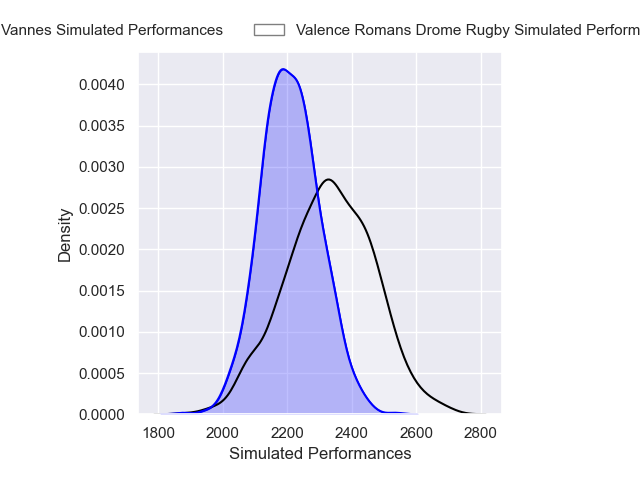 Vannes Simulated Performances
Valence Romans Drome Rugby Simulated Perform
0.0040
0.0035
0.0030
0.0025
0.0020
0.0015
0.0010
0.0005
0.0000
Density
1800 2000 2200 2400 2600 2800
Simulated Performances